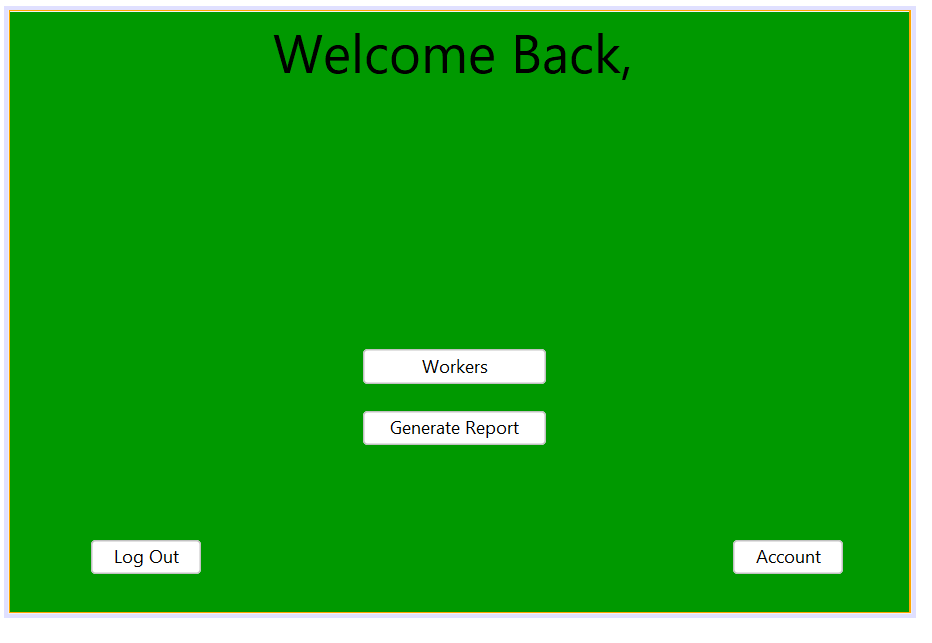 Welcome Back,
Workers
Generate Report
Log Out
Account